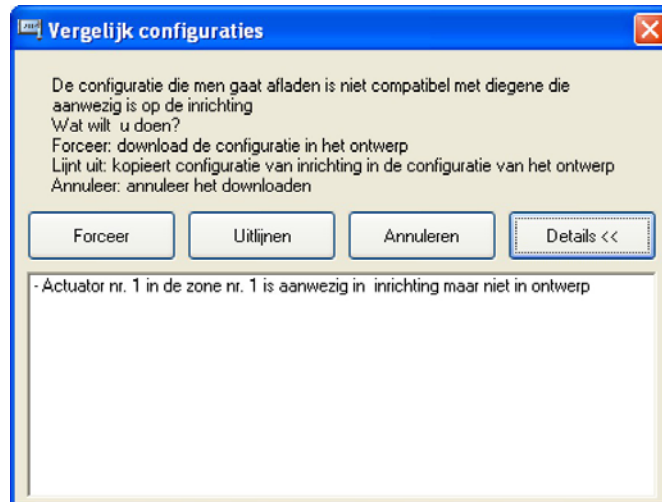 Vergelijk configuraties
De configuratie die men gaat afladen is niet compatibel met diegene die
aanwezig is op de inrichting
Wat wilt u doen?
Forceer: download de configuratie in het ontwerp
Lijnt uit: kopieert configuratie van inrichting in de configuratie van het ontwerp
Annuleer: annuleer het downloaden
Forceer Uitlijnen Annuleren Details <<
- Actuator nr. 1 in de zone nr. 1 is aanwezig in inrichting maar niet in ontwerp